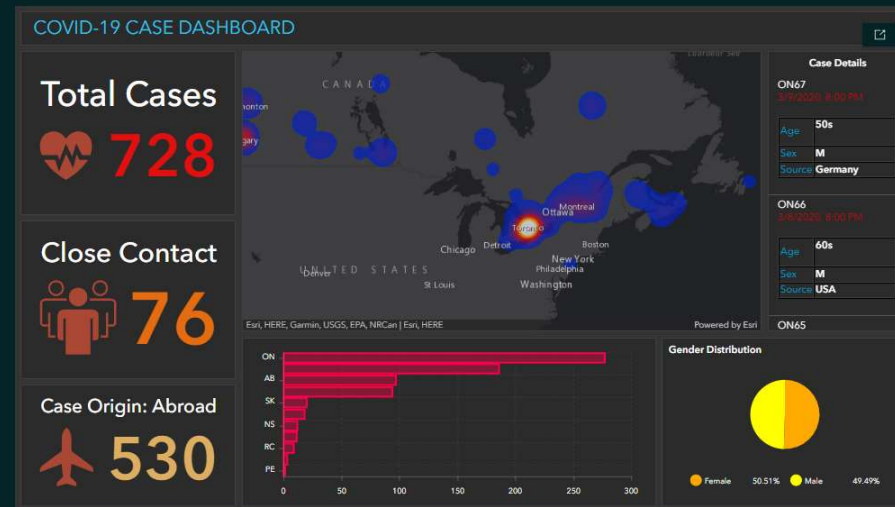 COVID-19 CASE DASHBOARD
Total Cases
728
Close Contact
76
Case Origin: Abroad
530
CANADA
monton
gary
Ottawa
Montreal
Toronto
Chicago
Detroit
Boston
New York
UNITED STATES
Denver
Philadelphia
St Louis
Washington
Esri, HERE, Garmin, USGS, EPA, NRCan | Esri, HERE
Powered by Esri
Case Details
ON67
3/9/2020, 8:00 PM
Age 50s
Sex M
Source Germany
ON66
3/8/2020, 8:00 PM
Age 60s
Sex M
Source USA
ON65
ON
AB
SK
NS
RC
PE
0 50 100 150 200 250 300
Gender Distribution
Female 50.51% Male 49.49%